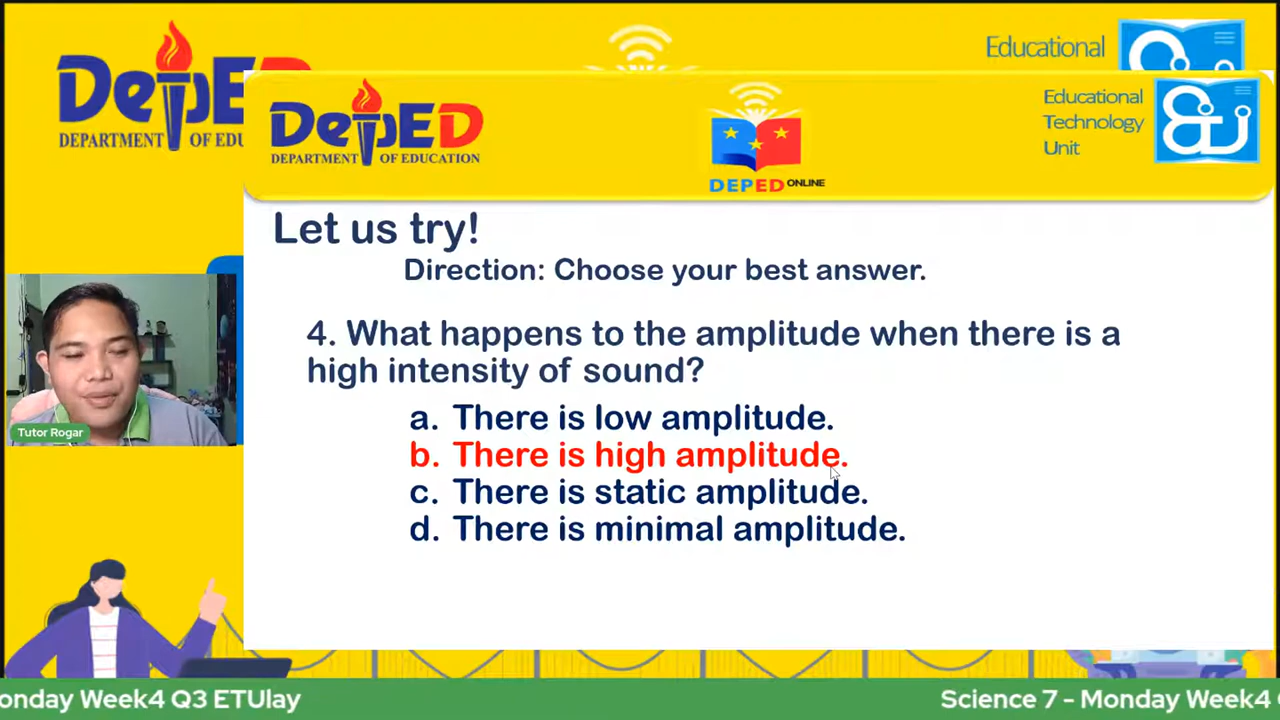 DepED
DEPARTMENT OF EDU
Educational
DepED
DEPARTMENT OF EDUCATION
DEPED ONLINE
Educational
Technology
Unit
Let us try!
Direction: Choose your best answer.
4. What happens to the amplitude when there is a
high intensity of sound?
a. There is low amplitude.
b. There is high amplitude.
c. There is static amplitude.
d. There is minimal amplitude.
Tutor Rogar
onday Week4 Q3 ETUlay
Science 7 - Monday Week4